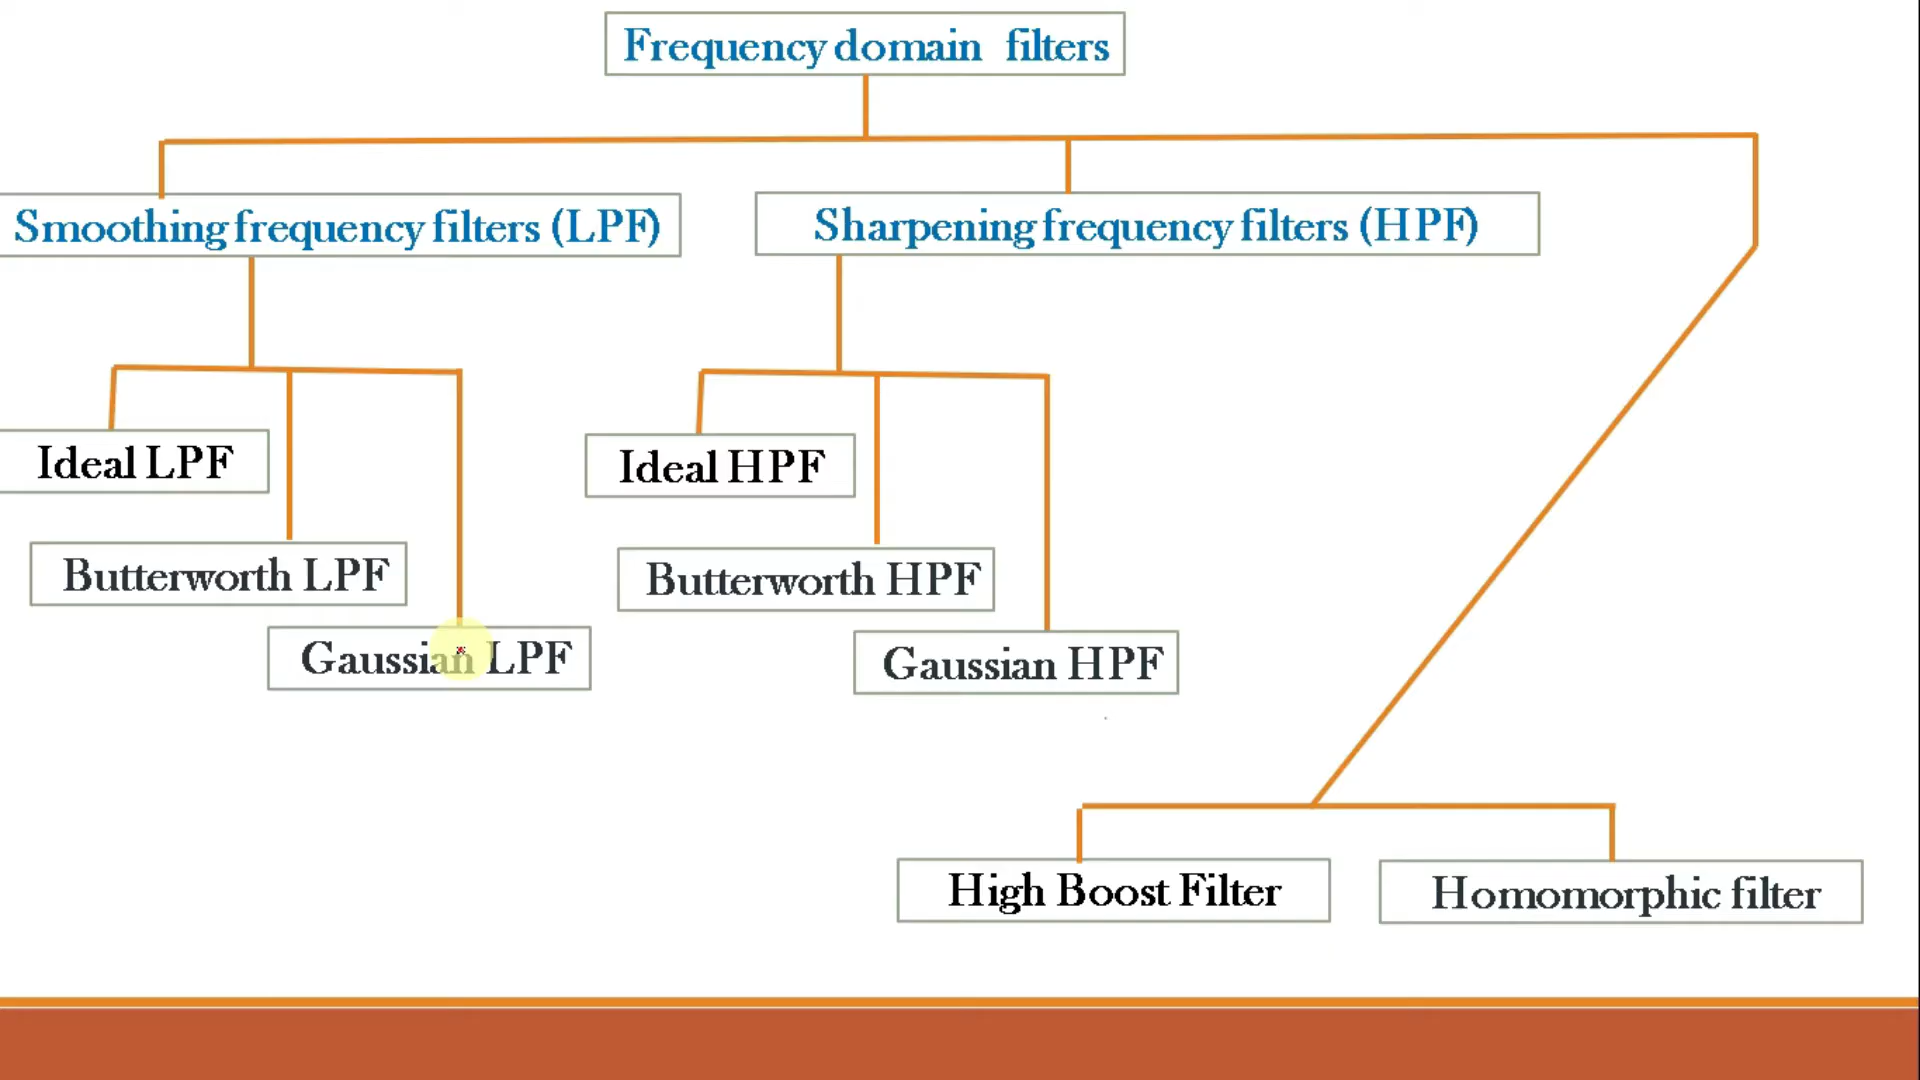 Frequency domain filters
Smoothing frequency filters (LPF)
Sharpening frequency filters (HPF)
Ideal LPF
Ideal HPF
Butterworth LPF
Butterworth HPF
Gaussian LPF
Gaussian HPF
High Boost Filter
Homomorphic filter